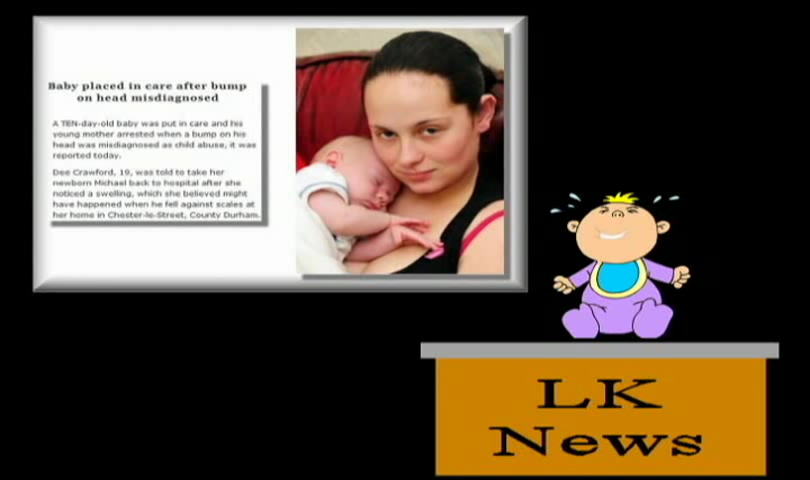 Baby placed in care after bump
on head misdiagnosed
A TEN-day-old baby was put in care and his
young mother arrested when a bump on his
head was misdiagnosed as child abuse, it was
reported today.
Dee Crawford, 19, was told to take her
newborn Michael back to hospital after she
noticed a swelling, which she believed might
have happened when he fell against scales at
her home in Chester-le-Street, County Durham.
LK
News